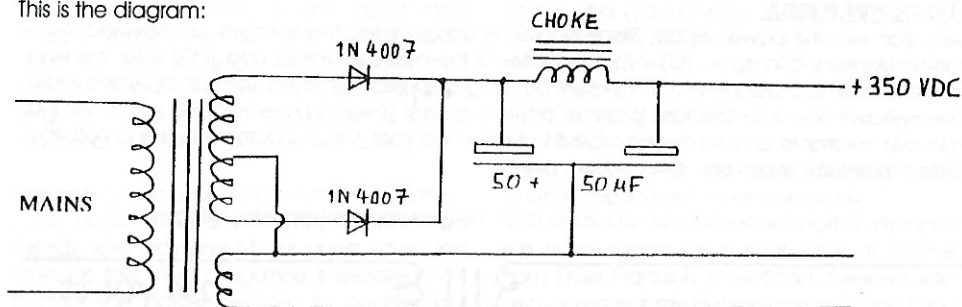 This is the diagram:
CHOKE
1N 4007
+ 350 VDC
50 + 50 µF
MAINS
1N 4007